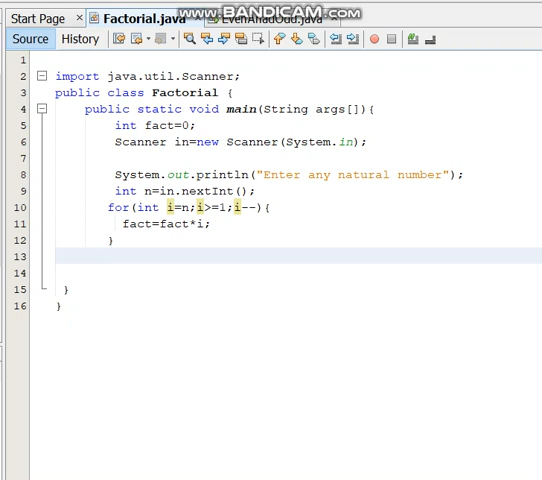 www.BANDICAM.com
Start Page Factorial.java EvenAnadOud.java
Source History
1
2 import java.util.Scanner;
3 public class Factorial {
4 public static void main(String args[]){
5 int fact=0;
6 Scanner in=new Scanner(System.in);
7
8 System.out.println("Enter any natural number");
9 int n=in.nextInt();
10 for(int i=n;i>=1;i--){
11 fact=fact*i;
12 }
13
14
15 }
16 }